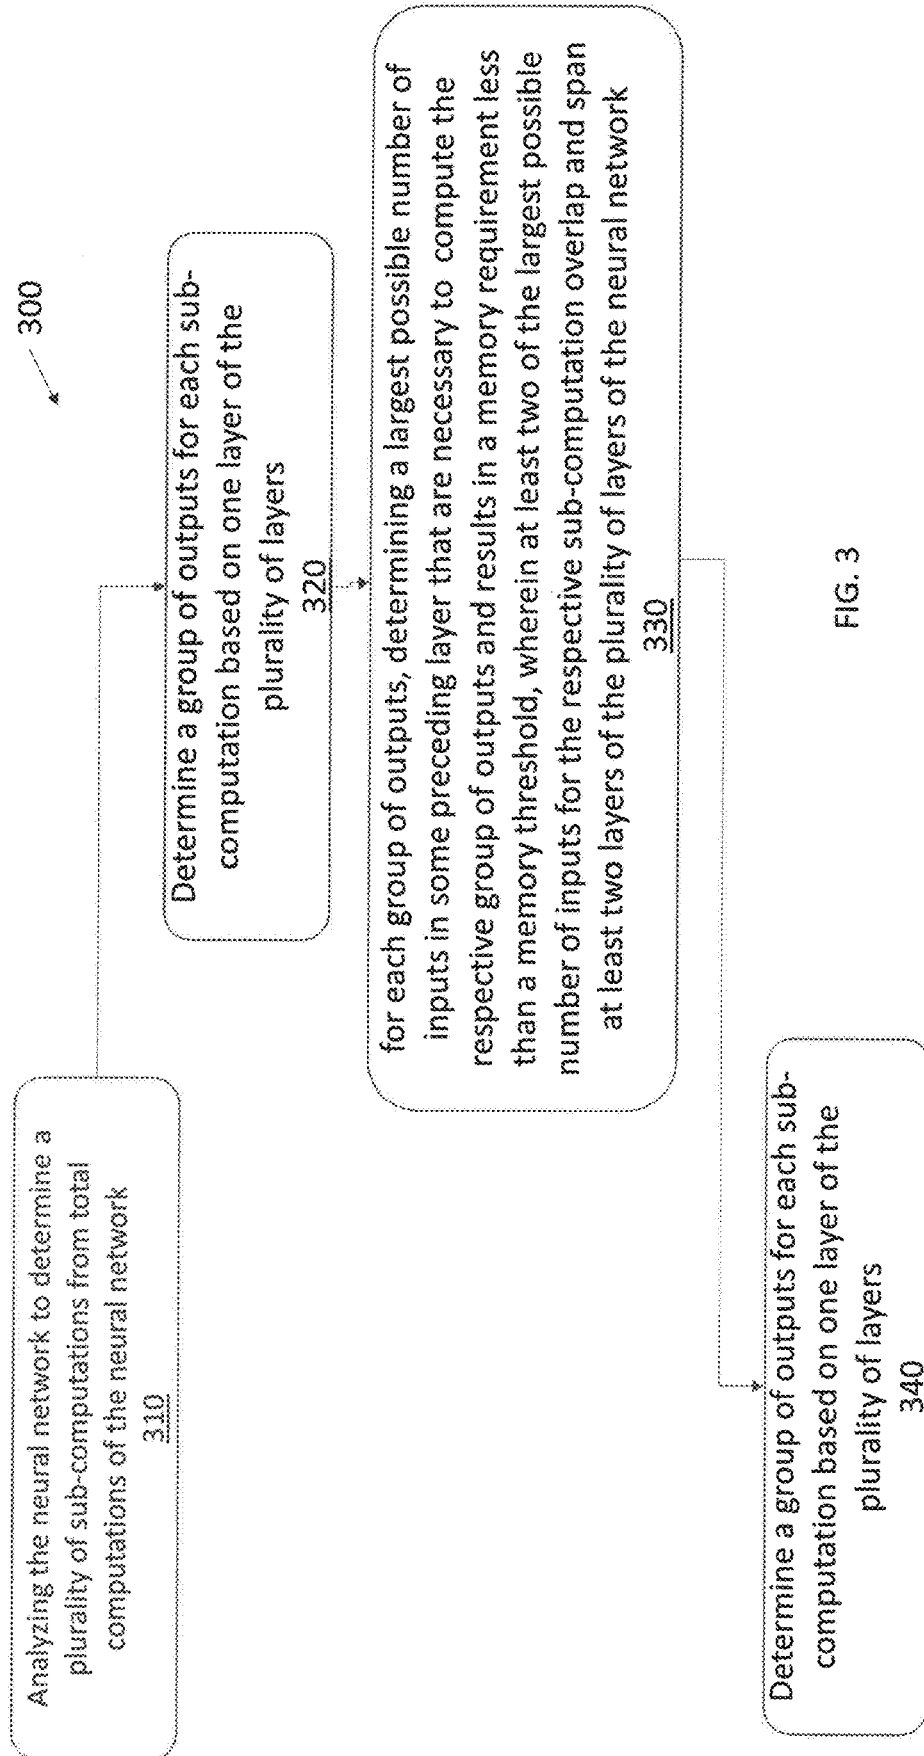 300
Analyzing the neural network to determine a
plurality of sub-computations from total
computations of the neural network
310
Determine a group of outputs for each sub-
computation based on one layer of the
plurality of layers
320
for each group of outputs, determining a largest possible number of
inputs in some preceding layer that are necessary to compute the
respective group of outputs and results in a memory requirement less
than a memory threshold, wherein at least two of the largest possible
number of inputs for the respective sub-computation overlap and span
at least two layers of the plurality of layers of the neural network
330
Determine a group of outputs for each sub-
computation based on one layer of the
plurality of layers
340
FIG. 3